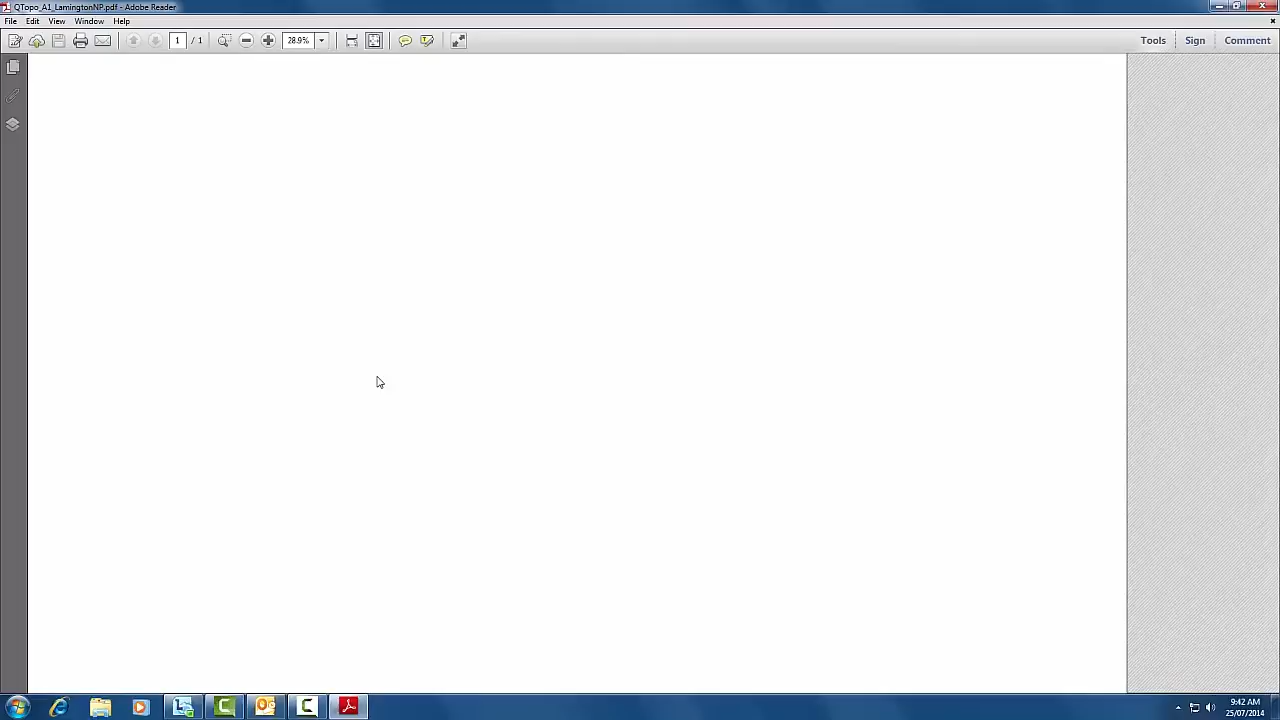 QTopo_A1_LamingtonNP.pdf - Adobe Reader
File Edit View Window Help
1 / 1 28.9% Tools Sign Comment
9:42 AM
25/07/2014